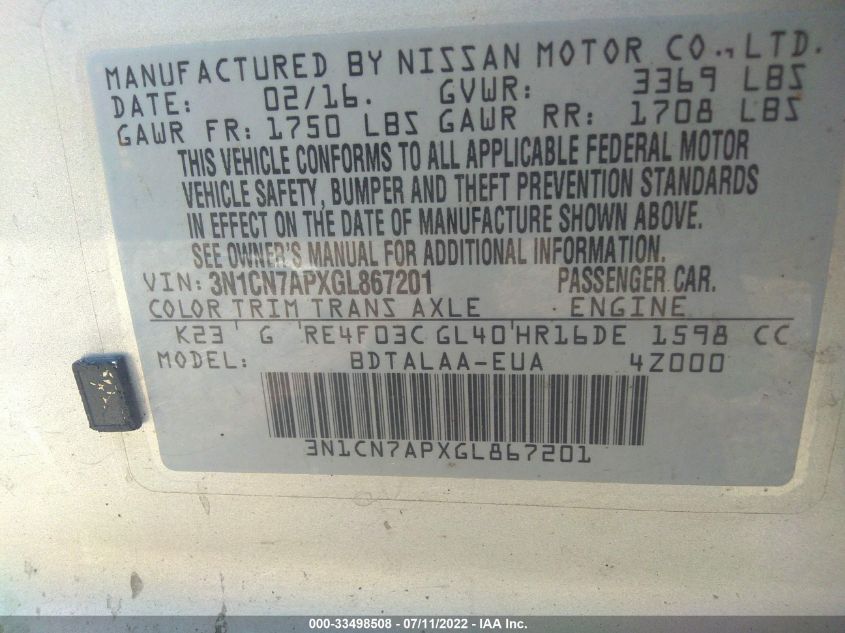 MANUFACTURED BY NISSAN MOTOR CO., LTD.
DATE: 02/16. GVWR: 3369 LBS
GAWR FR: 1750 LBS GAWR RR: 1708 LBS
THIS VEHICLE CONFORMS TO ALL APPLICABLE FEDERAL MOTOR
VEHICLE SAFETY, BUMPER AND THEFT PREVENTION STANDARDS
IN EFFECT ON THE DATE OF MANUFACTURE SHOWN ABOVE.
SEE OWNER'S MANUAL FOR ADDITIONAL INFORMATION.
VIN: 3N1CN7APXGL867201 PASSENGER CAR.
COLOR TRIM TRANS AXLE ENGINE
K23 G RE4F03C GL40 HR16DE 1598 CC
MODEL: BDTALAA-EUA 4Z000
3N1CN7APXGL867201
000-33498508 - 07/11/2022 - IAA Inc.